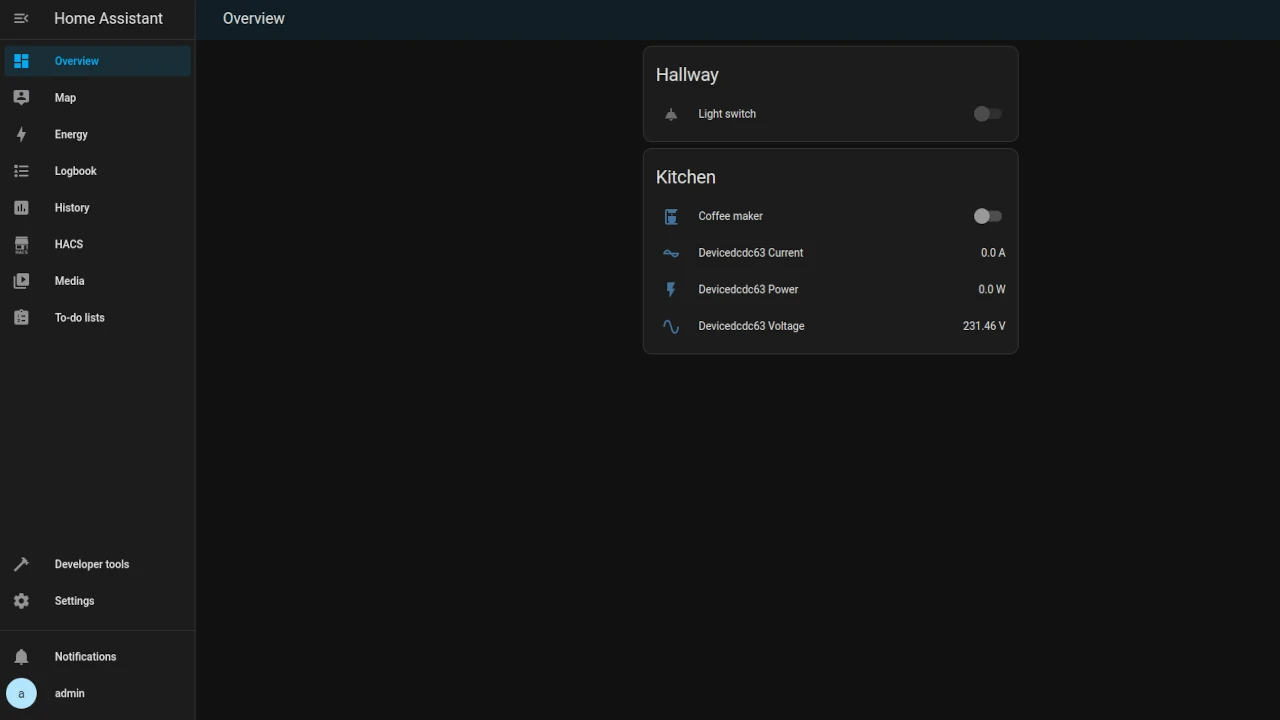 Home Assistant
Overview
Overview
Map
Energy
Logbook
History
HACS
HACS
Media
To-do lists
Developer tools
Settings
Notifications
a
admin
Hallway
Light switch
Kitchen
Coffee maker
Devicedcdc63 Current 0.0 A
Devicedcdc63 Power 0.0 W
Devicedcdc63 Voltage 231.46 V